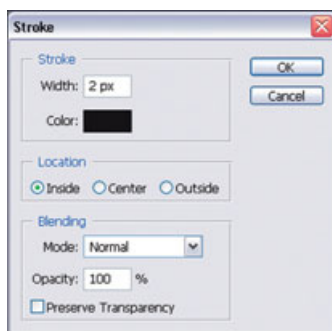 Stroke
Stroke
Width: 2 px
Color:
OK
Cancel
Location
Inside Center Outside
Blending
Mode: Normal
Opacity: 100 %
Preserve Transparency